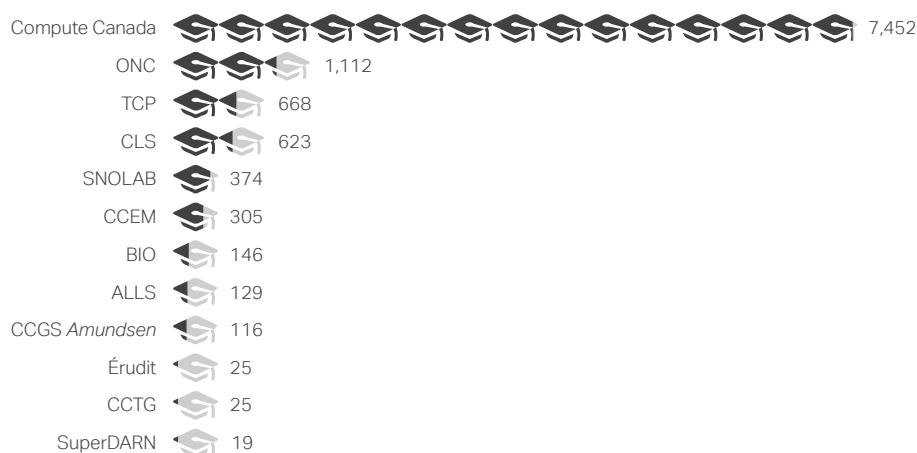 Compute Canada 7,452
ONC 1,112
TCP 668
CLS 623
SNOLAB 374
CCEM 305
BIO 146
ALLS 129
CCGS Amundsen 116
Érudit 25
CCTG 25
SuperDARN 19